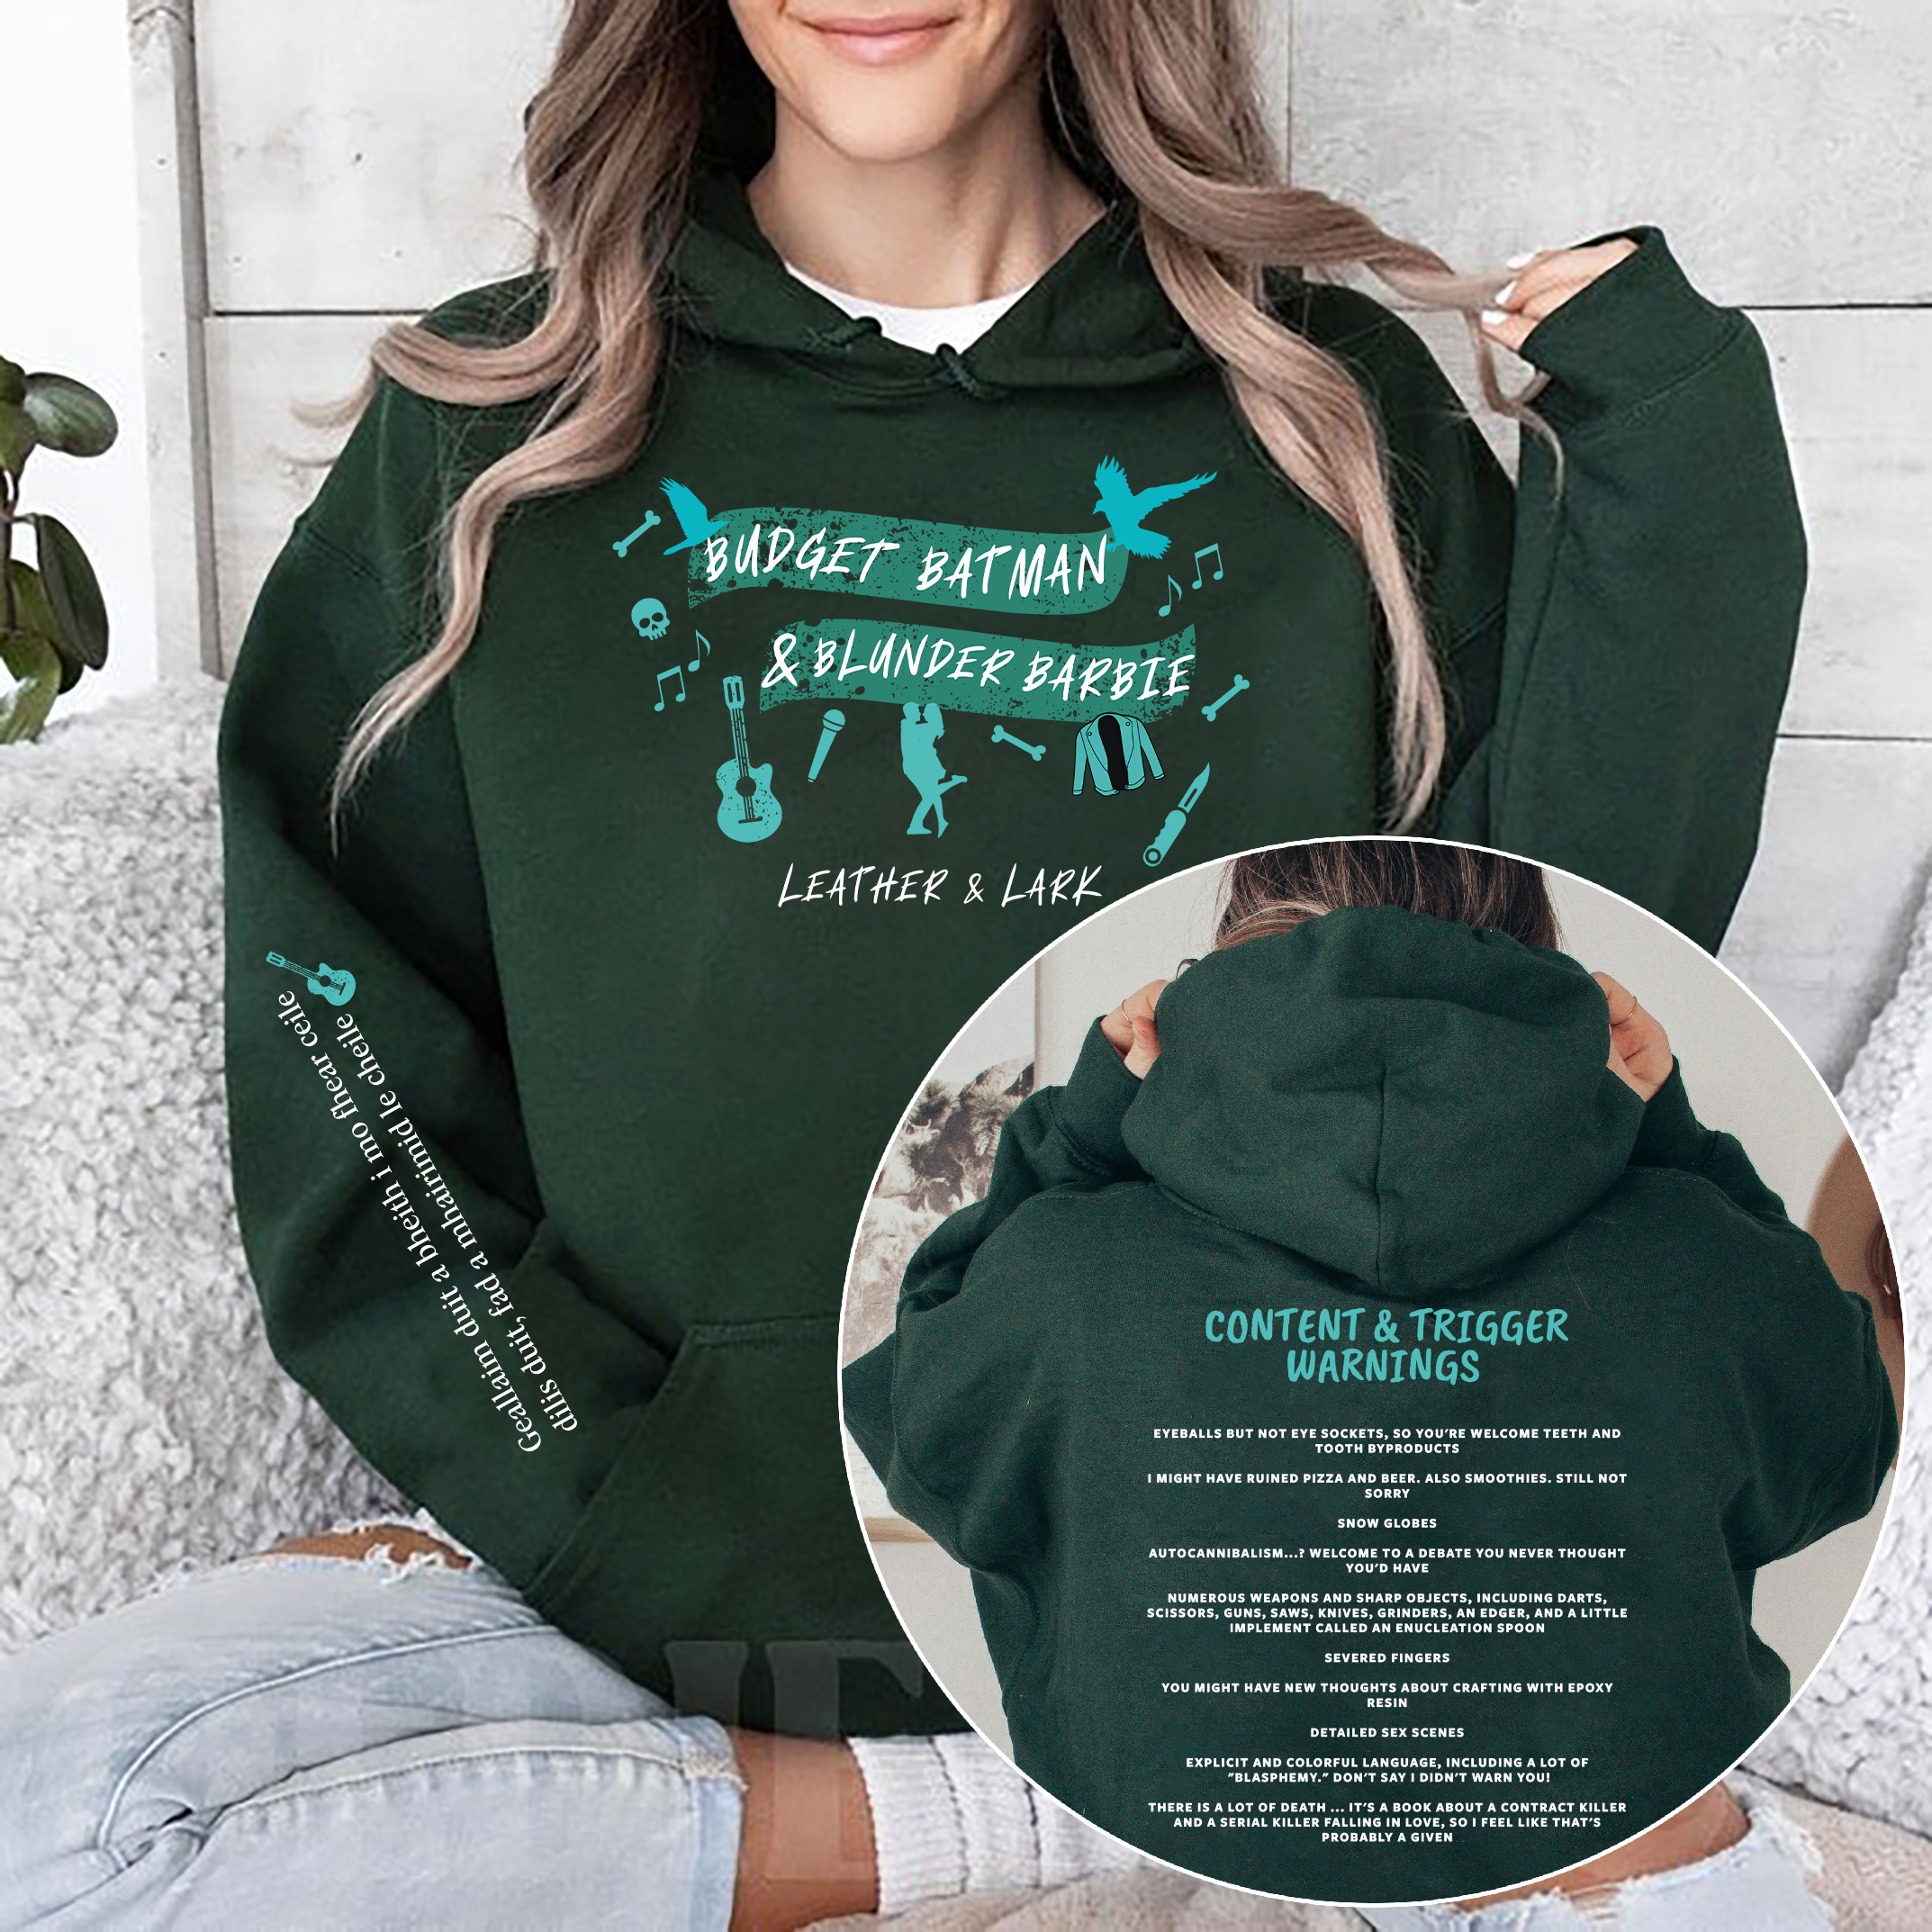 BUDGET BATMAN
& BLUNDER BARBIE
LEATHER & LARK
Geallaim duit a bheith i mo fhear ceile
dilis duit, fad a mhairimid le cheile
CONTENT & TRIGGER
WARNINGS
EYEBALLS BUT NOT EYE SOCKETS, SO YOU'RE WELCOME TEETH AND
TOOTH BYPRODUCTS
I MIGHT HAVE RUINED PIZZA AND BEER. ALSO SMOOTHIES. STILL NOT
SORRY
SNOW GLOBES
AUTOCANNIBALISM...? WELCOME TO A DEBATE YOU NEVER THOUGHT
YOU'D HAVE
NUMEROUS WEAPONS AND SHARP OBJECTS, INCLUDING DARTS,
SCISSORS, GUNS, SAWS, KNIVES, GRINDERS, AN EDGER, AND A LITTLE
IMPLEMENT CALLED AN ENUCLEATION SPOON
SEVERED FINGERS
YOU MIGHT HAVE NEW THOUGHTS ABOUT CRAFTING WITH EPOXY
RESIN
DETAILED SEX SCENES
EXPLICIT AND COLORFUL LANGUAGE, INCLUDING A LOT OF
"BLASPHEMY." DON'T SAY I DIDN'T WARN YOU!
THERE IS A LOT OF DEATH ... IT'S A BOOK ABOUT A CONTRACT KILLER
AND A SERIAL KILLER FALLING IN LOVE, SO I FEEL LIKE THAT'S
PROBABLY A GIVEN